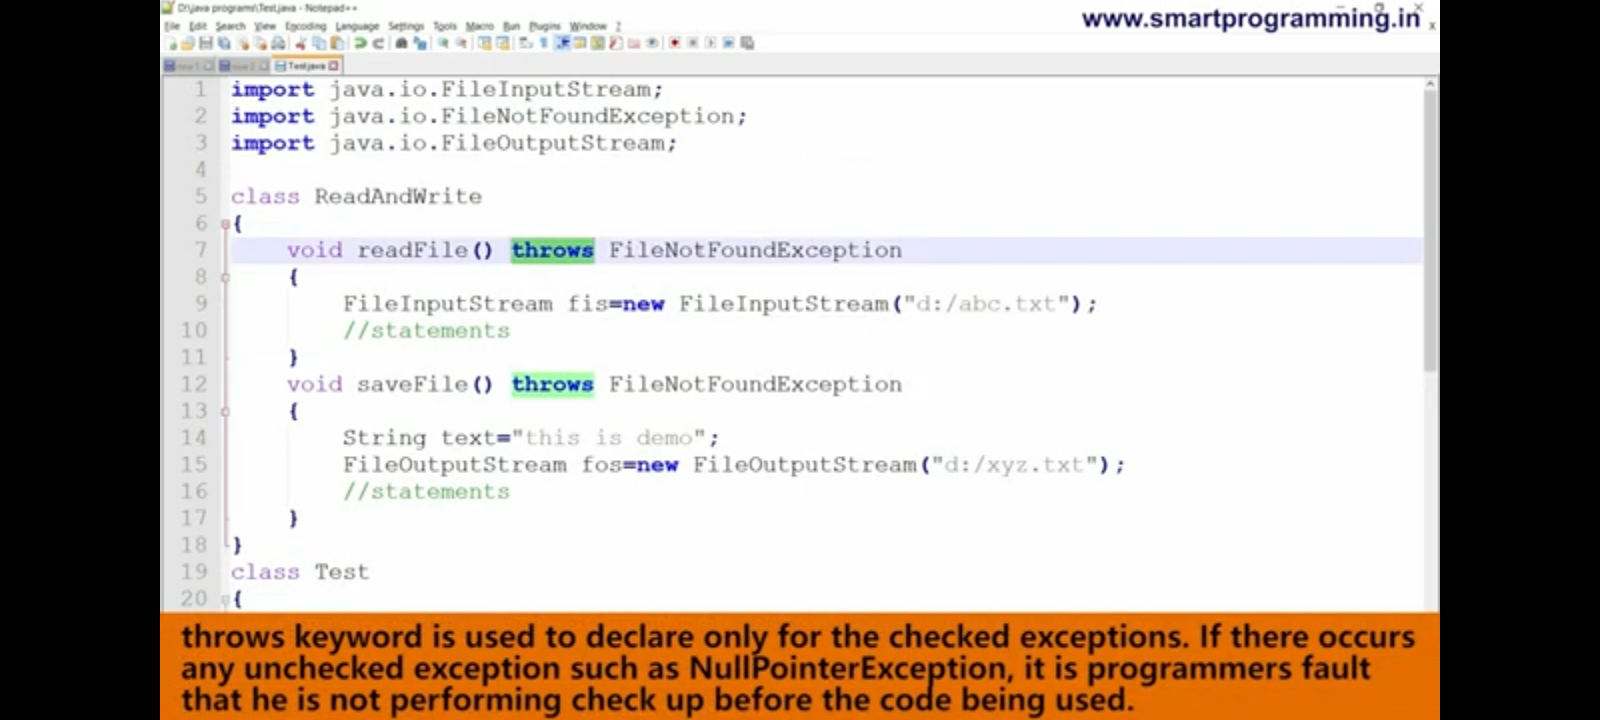 D:\java programs\Test.java - Notepad++
www.smartprogramming.in
File Edit Search View Encoding Language Settings Tools Macro Run Plugins Window ?
new 1 new 2 Test.java
1 import java.io.FileInputStream;
2 import java.io.FileNotFoundException;
3 import java.io.FileOutputStream;
4
5 class ReadAndWrite
6 {
7 void readFile() throws FileNotFoundException
8 {
9 FileInputStream fis=new FileInputStream("d:/abc.txt");
10 //statements
11 }
12 void saveFile() throws FileNotFoundException
13 {
14 String text="this is demo";
15 FileOutputStream fos=new FileOutputStream("d:/xyz.txt");
16 //statements
17 }
18 }
19 class Test
20 {
throws keyword is used to declare only for the checked exceptions. If there occurs
any unchecked exception such as NullPointerException, it is programmers fault
that he is not performing check up before the code being used.